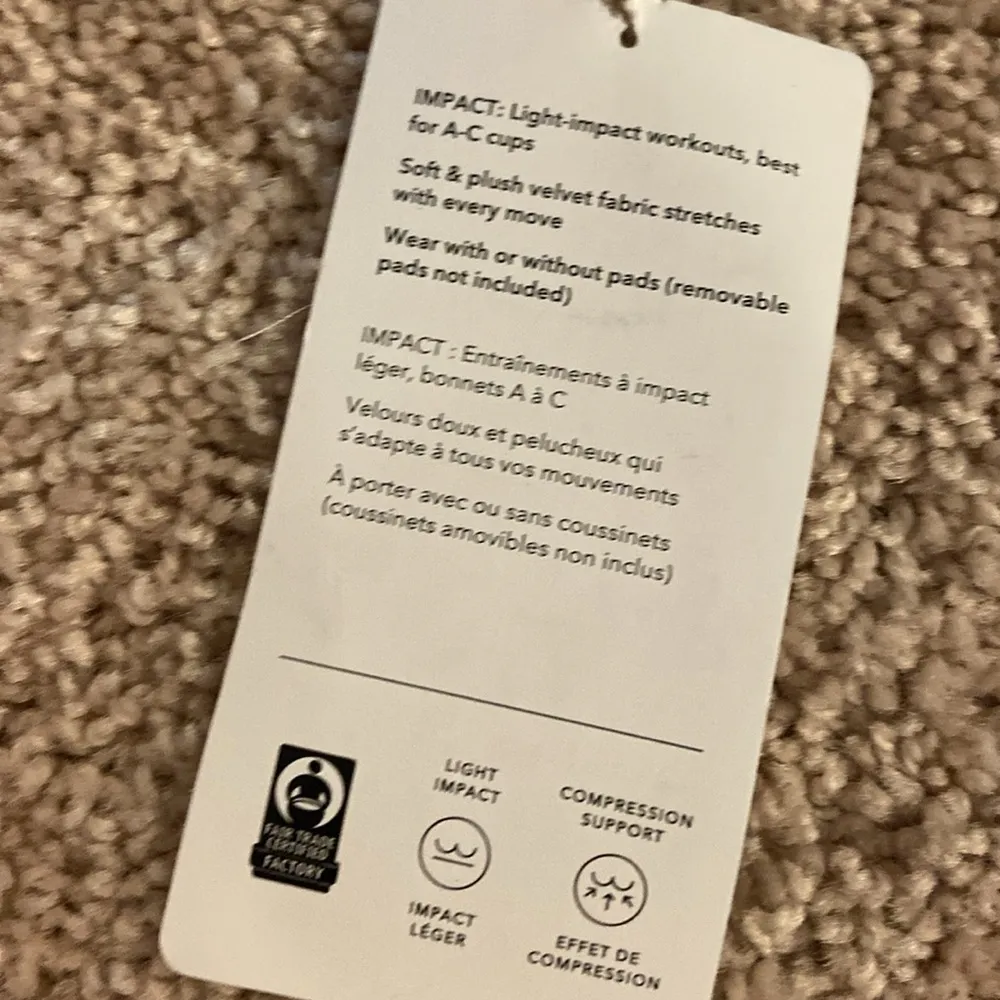 IMPACT: Light-impact workouts, best
for A-C cups
Soft & plush velvet fabric stretches
with every move
Wear with or without pads (removable
pads not included)
IMPACT : Entraînements à impact
léger, bonnets A à C
Velours doux et pelucheux qui
s'adapte à tous vos mouvements
À porter avec ou sans coussinets
(coussinets amovibles non inclus)
FAIR TRADE
CERTIFIED
FACTORY
LIGHT
IMPACT
IMPACT
LÉGER
COMPRESSION
SUPPORT
EFFET DE
COMPRESSION